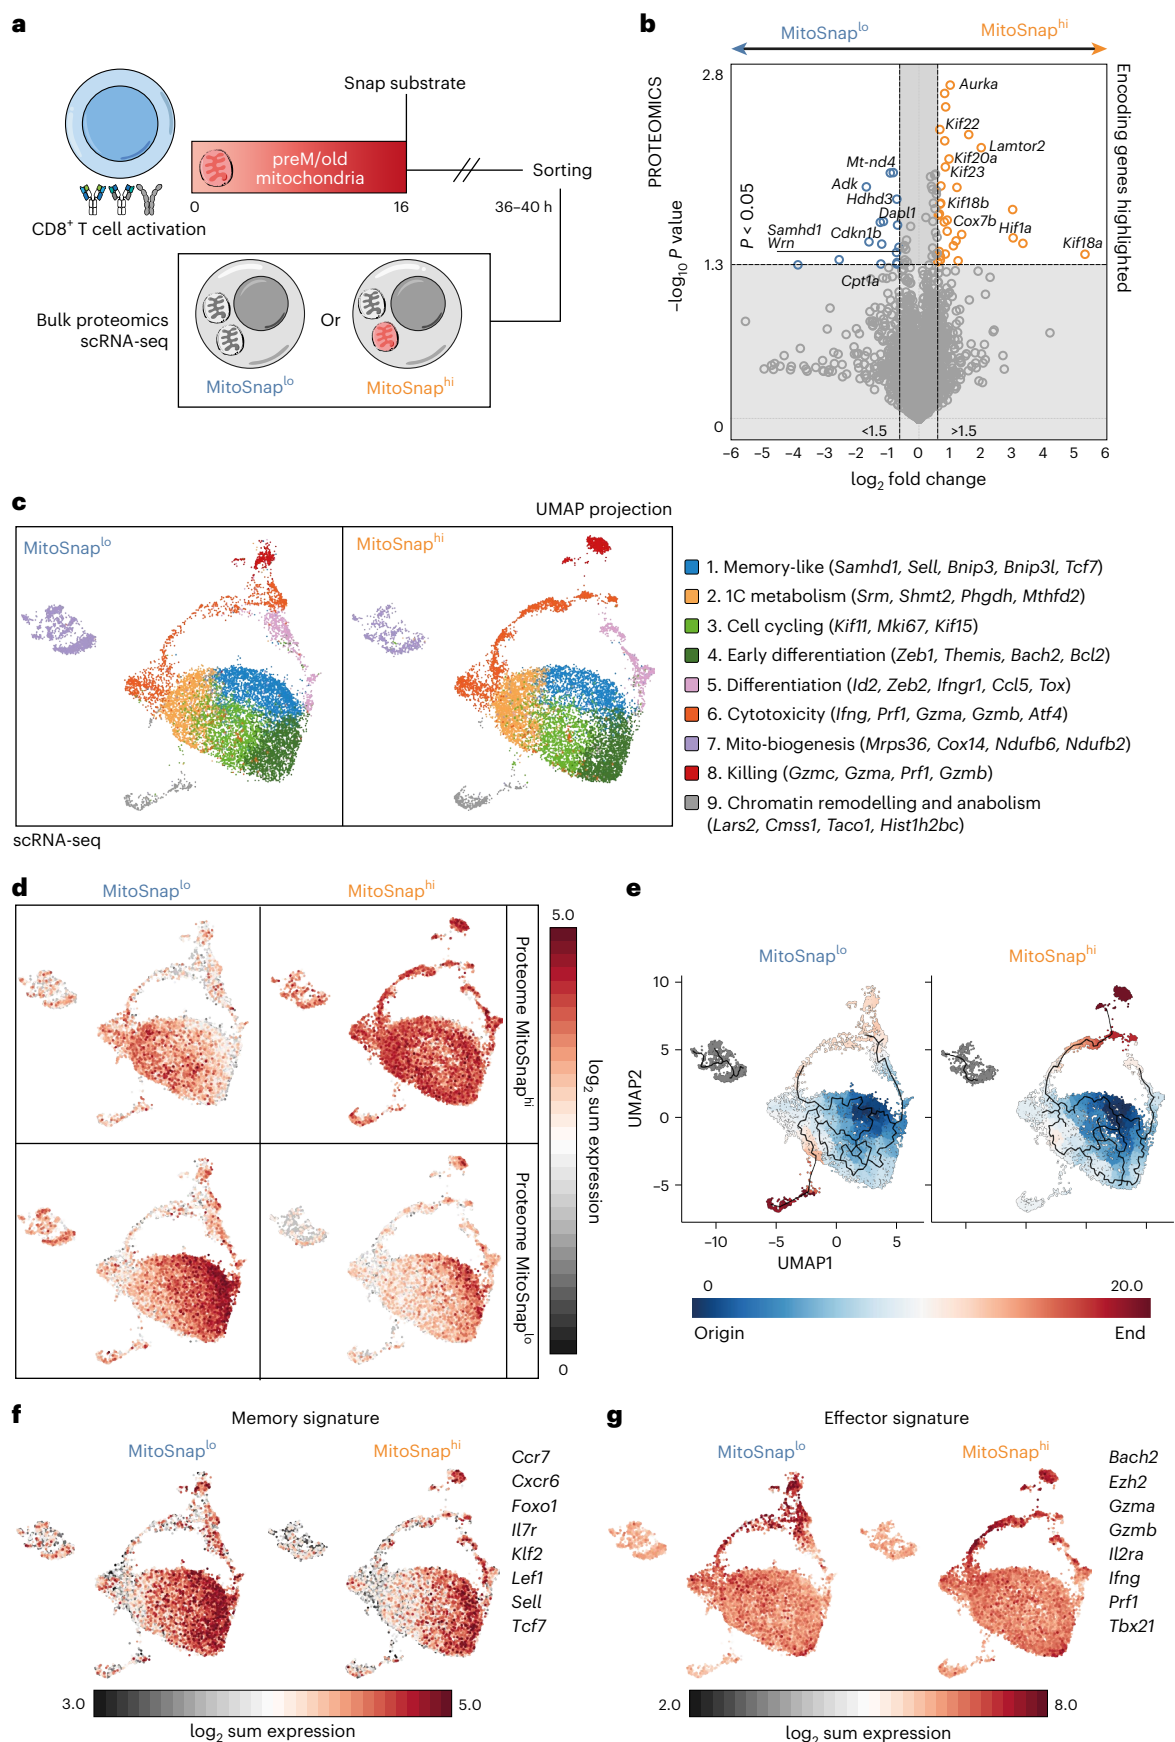 a
Snap substrate
preM/old
mitochondria
Sorting
0
16
36–40 h
CD8+ T cell activation
Bulk proteomics
scRNA-seq
Or
MitoSnaplo
MitoSnaphi
b
MitoSnaplo
MitoSnaphi
2.8
1.3
0
PROTEOMICS
–log10 P value
P < 0.05
Encoding genes highlighted
Aurka
Kif22
Lamtor2
Mt-nd4
Kif20a
Kif23
Adk
Hdhd3
Kif18b
Dapl1
Cox7b
Hif1a
Samhd1
Cdkn1b
Wrn
Kif18a
Cpt1a
<1.5
>1.5
–6 –5 –4 –3 –2 –1 0 1 2 3 4 5 6
log2 fold change
c
UMAP projection
MitoSnaplo
MitoSnaphi
scRNA-seq
1. Memory-like (Samhd1, Sell, Bnip3, Bnip3l, Tcf7)
2. 1C metabolism (Srm, Shmt2, Phgdh, Mthfd2)
3. Cell cycling (Kif11, Mki67, Kif15)
4. Early differentiation (Zeb1, Themis, Bach2, Bcl2)
5. Differentiation (Id2, Zeb2, Ifngr1, Ccl5, Tox)
6. Cytotoxicity (Ifng, Prf1, Gzma, Gzmb, Atf4)
7. Mito-biogenesis (Mrps36, Cox14, Ndufb6, Ndufb2)
8. Killing (Gzmc, Gzma, Prf1, Gzmb)
9. Chromatin remodelling and anabolism
(Lars2, Cmss1, Taco1, Hist1h2bc)
d
MitoSnaplo
MitoSnaphi
Proteome MitoSnaphi
Proteome MitoSnaplo
5.0
log2 sum expression
0
e
MitoSnaplo
MitoSnaphi
10
5
0
–5
UMAP2
–10
–5
0
5
UMAP1
0
20.0
Origin
End
f
Memory signature
MitoSnaplo
MitoSnaphi
Ccr7
Cxcr6
Foxo1
Il7r
Klf2
Lef1
Sell
Tcf7
3.0
5.0
log2 sum expression
g
Effector signature
MitoSnaplo
MitoSnaphi
Bach2
Ezh2
Gzma
Gzmb
Il2ra
Ifng
Prf1
Tbx21
2.0
8.0
log2 sum expression